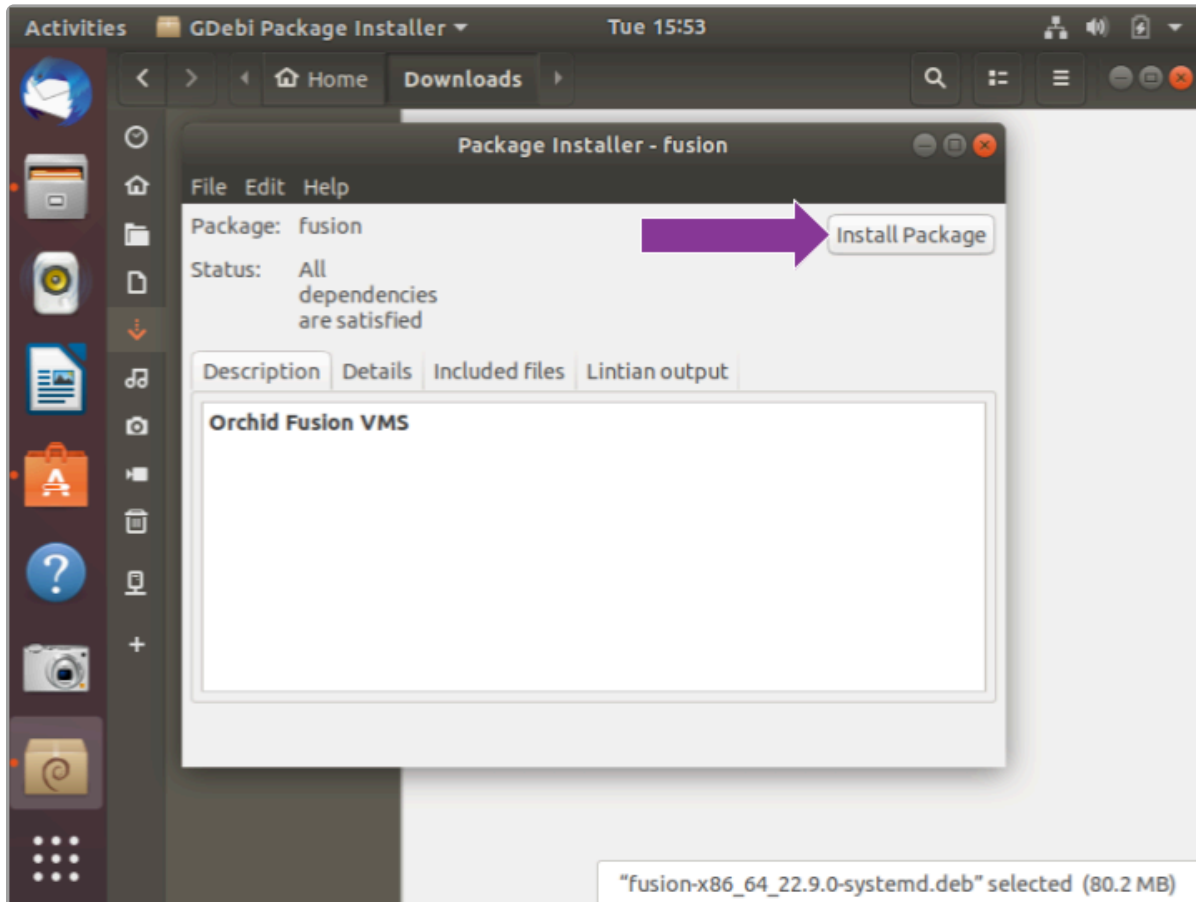 Activities GDebi Package Installer Tue 15:53
Home Downloads
Package Installer - fusion
File Edit Help
Package: fusion
Install Package
Status: All
dependencies
are satisfied
Description Details Included files Lintian output
Orchid Fusion VMS
“fusion-x86_64_22.9.0-systemd.deb” selected (80.2 MB)